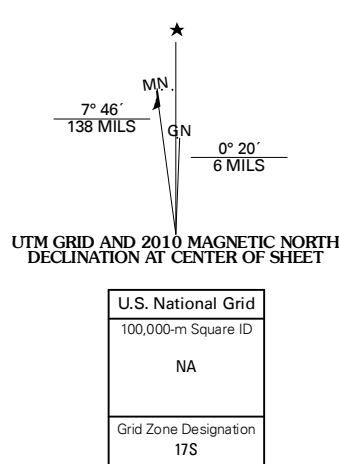 MN
7° 46´
138 MILS
GN
0° 20´
6 MILS
UTM GRID AND 2010 MAGNETIC NORTH
DECLINATION AT CENTER OF SHEET
U.S. National Grid
100,000-m Square ID
NA
Grid Zone Designation
17S